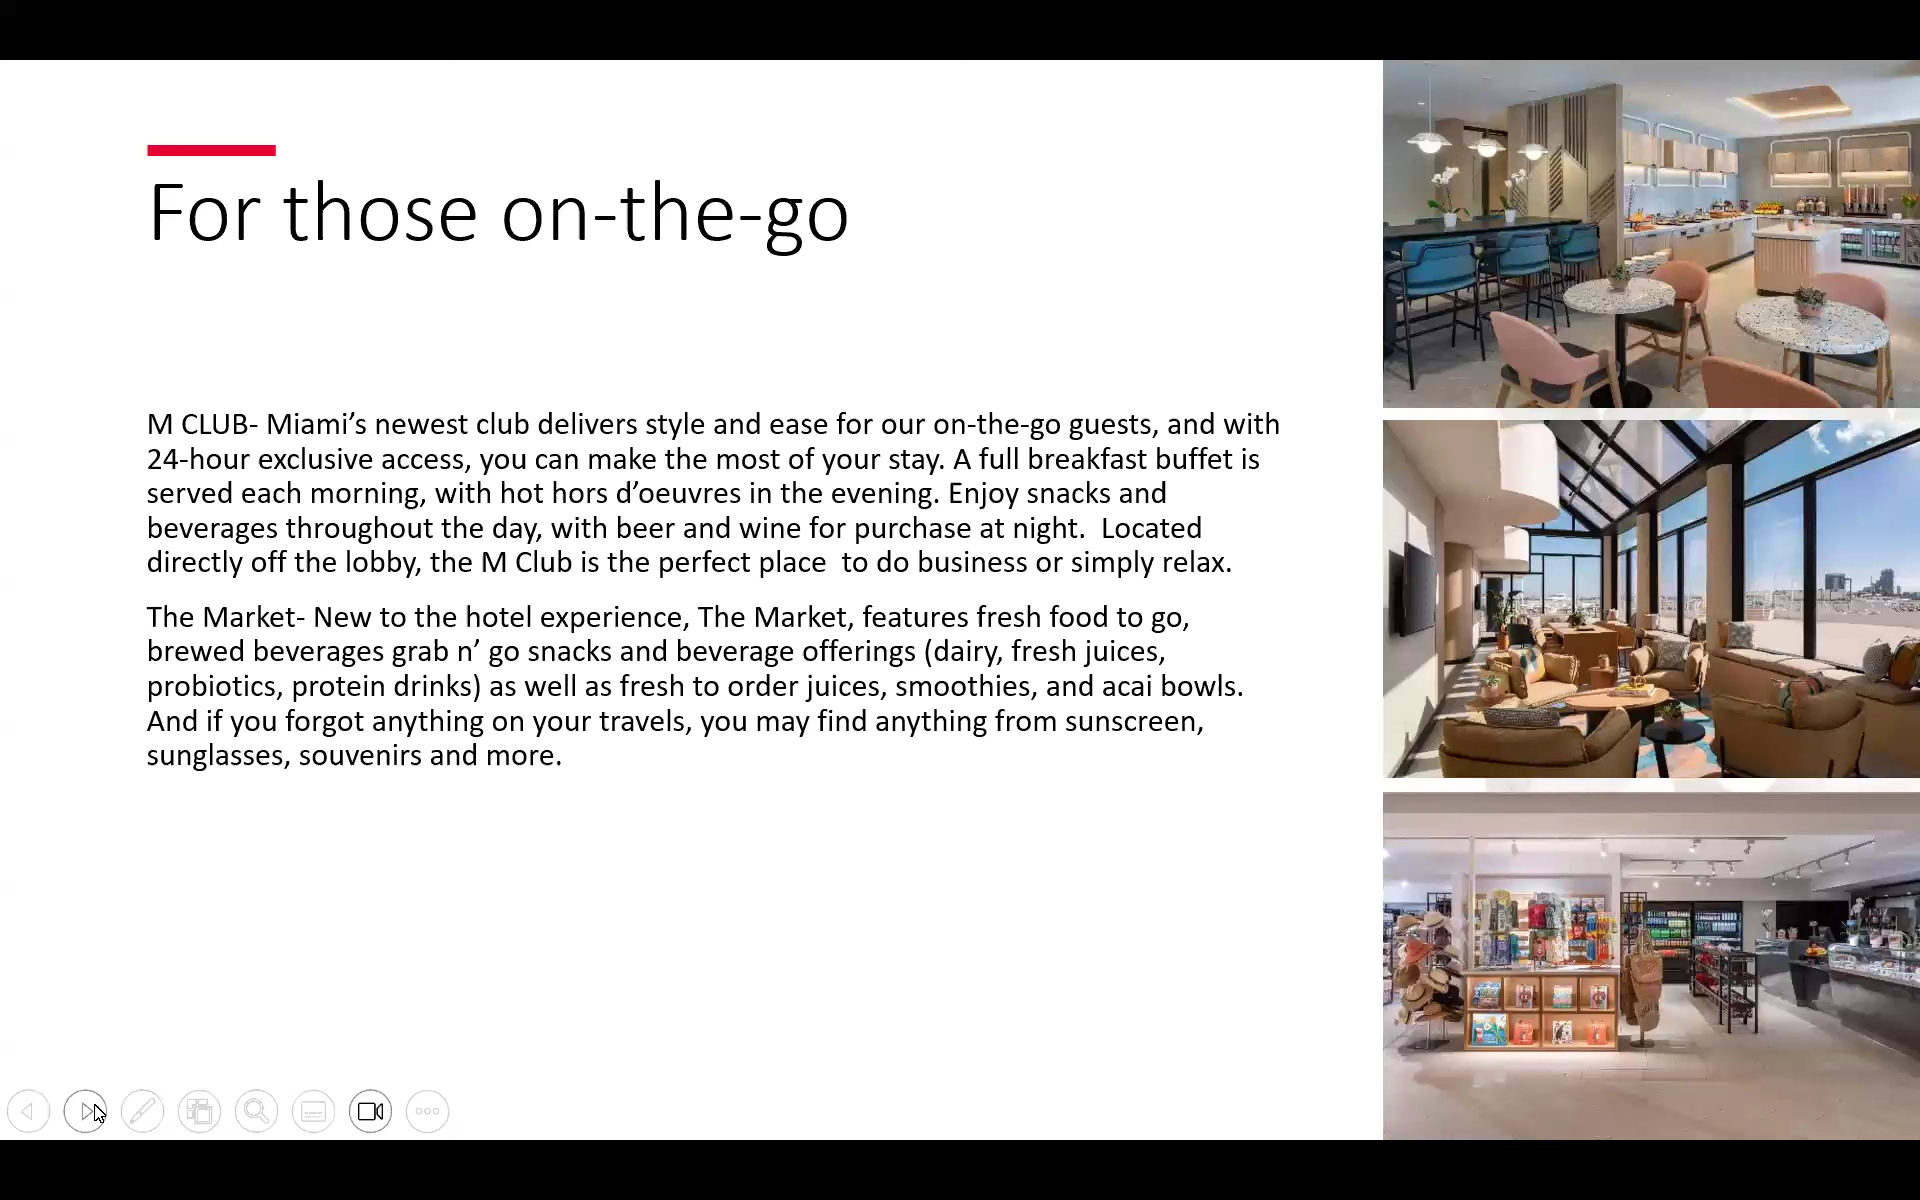 For those on-the-go
M CLUB- Miami’s newest club delivers style and ease for our on-the-go guests, and with
24-hour exclusive access, you can make the most of your stay. A full breakfast buffet is
served each morning, with hot hors d’oeuvres in the evening. Enjoy snacks and
beverages throughout the day, with beer and wine for purchase at night.  Located
directly off the lobby, the M Club is the perfect place  to do business or simply relax.
The Market- New to the hotel experience, The Market, features fresh food to go,
brewed beverages grab n’ go snacks and beverage offerings (dairy, fresh juices,
probiotics, protein drinks) as well as fresh to order juices, smoothies, and acai bowls.
And if you forgot anything on your travels, you may find anything from sunscreen,
sunglasses, souvenirs and more.